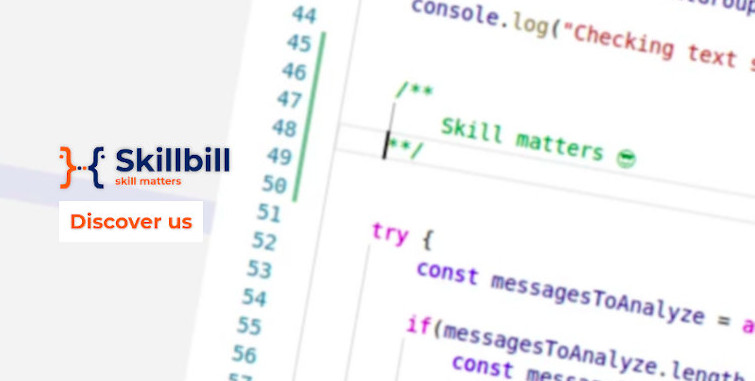 Skillbill
skill matters
Discover us
44
45
46
47
48
49
50
51
52
53
54
55
56
57
console.log("Checking text s
/**
Skill matters 😎
**/
try {
const messagesToAnalyze = a
if(messagesToAnalyze.length
const messa